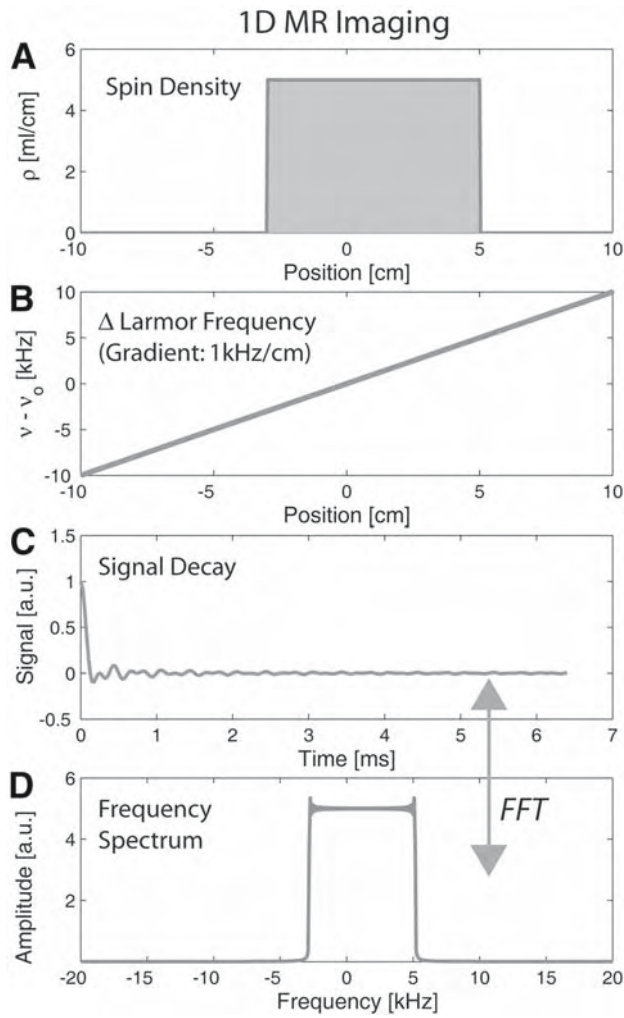 1D MR Imaging
A
6
Spin Density
4
ρ [ml/cm]
2
0
-10 -5 0 5 10
Position [cm]
B
10
Δ Larmor Frequency
(Gradient: 1kHz/cm)
5
ν - νo [kHz]
0
-5
-10
-10 -5 0 5 10
Position [cm]
C
1.5
Signal Decay
1
Signal [a.u.]
0.5
0
-0.5
0 1 2 3 4 5 6 7
Time [ms]
D
6
Frequency
Spectrum
FFT
4
Amplitude [a.u.]
2
-20 -15 -10 -5 0 5 10 15 20
Frequency [kHz]